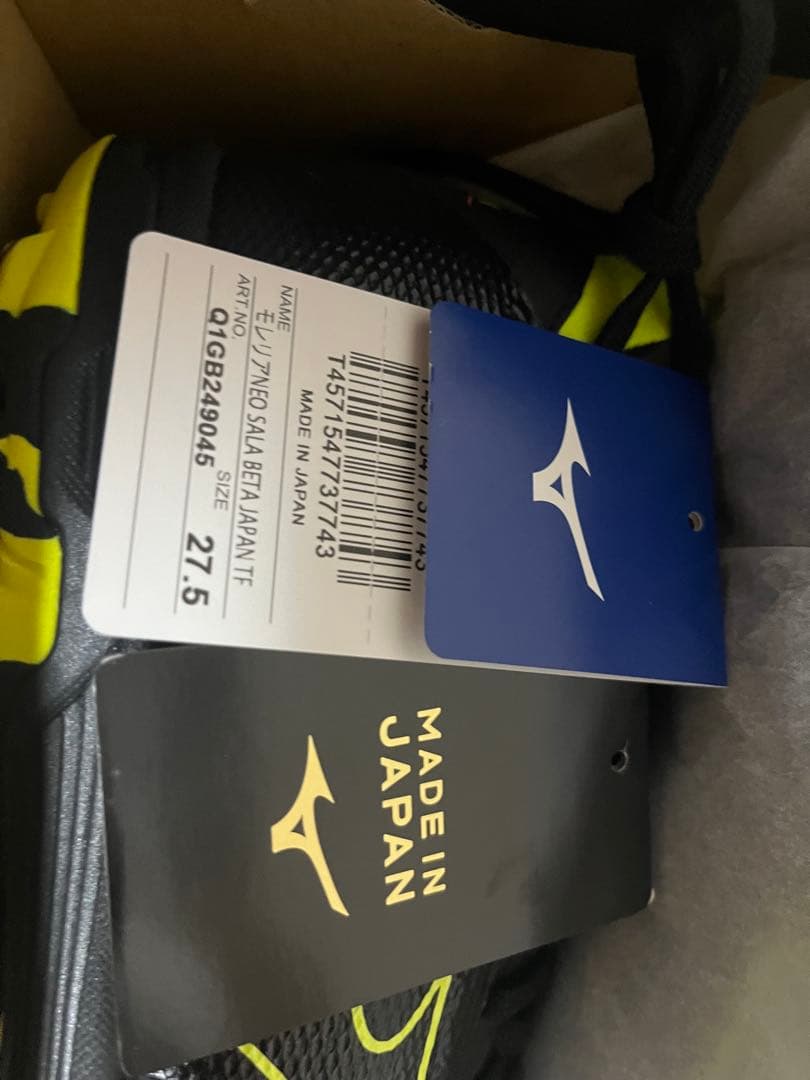 NAME
モレリアNEO SALA BETA JAPAN TF
ART.NO.
SIZE
Q1GB249045
27.5
T4571547737743
MADE IN JAPAN
T4571547737743
MADE IN
JAPAN